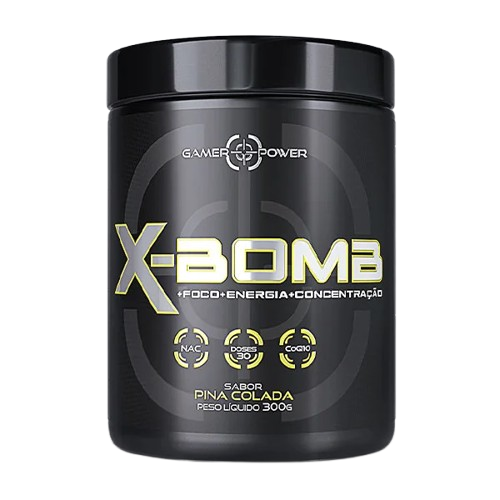 GAMER POWER
X-BOMB
+FOCO+ENERGIA+CONCENTRAÇÃO
NAC
DOSES
30
CoQ10
SABOR
PINA COLADA
PESO LÍQUIDO 300G